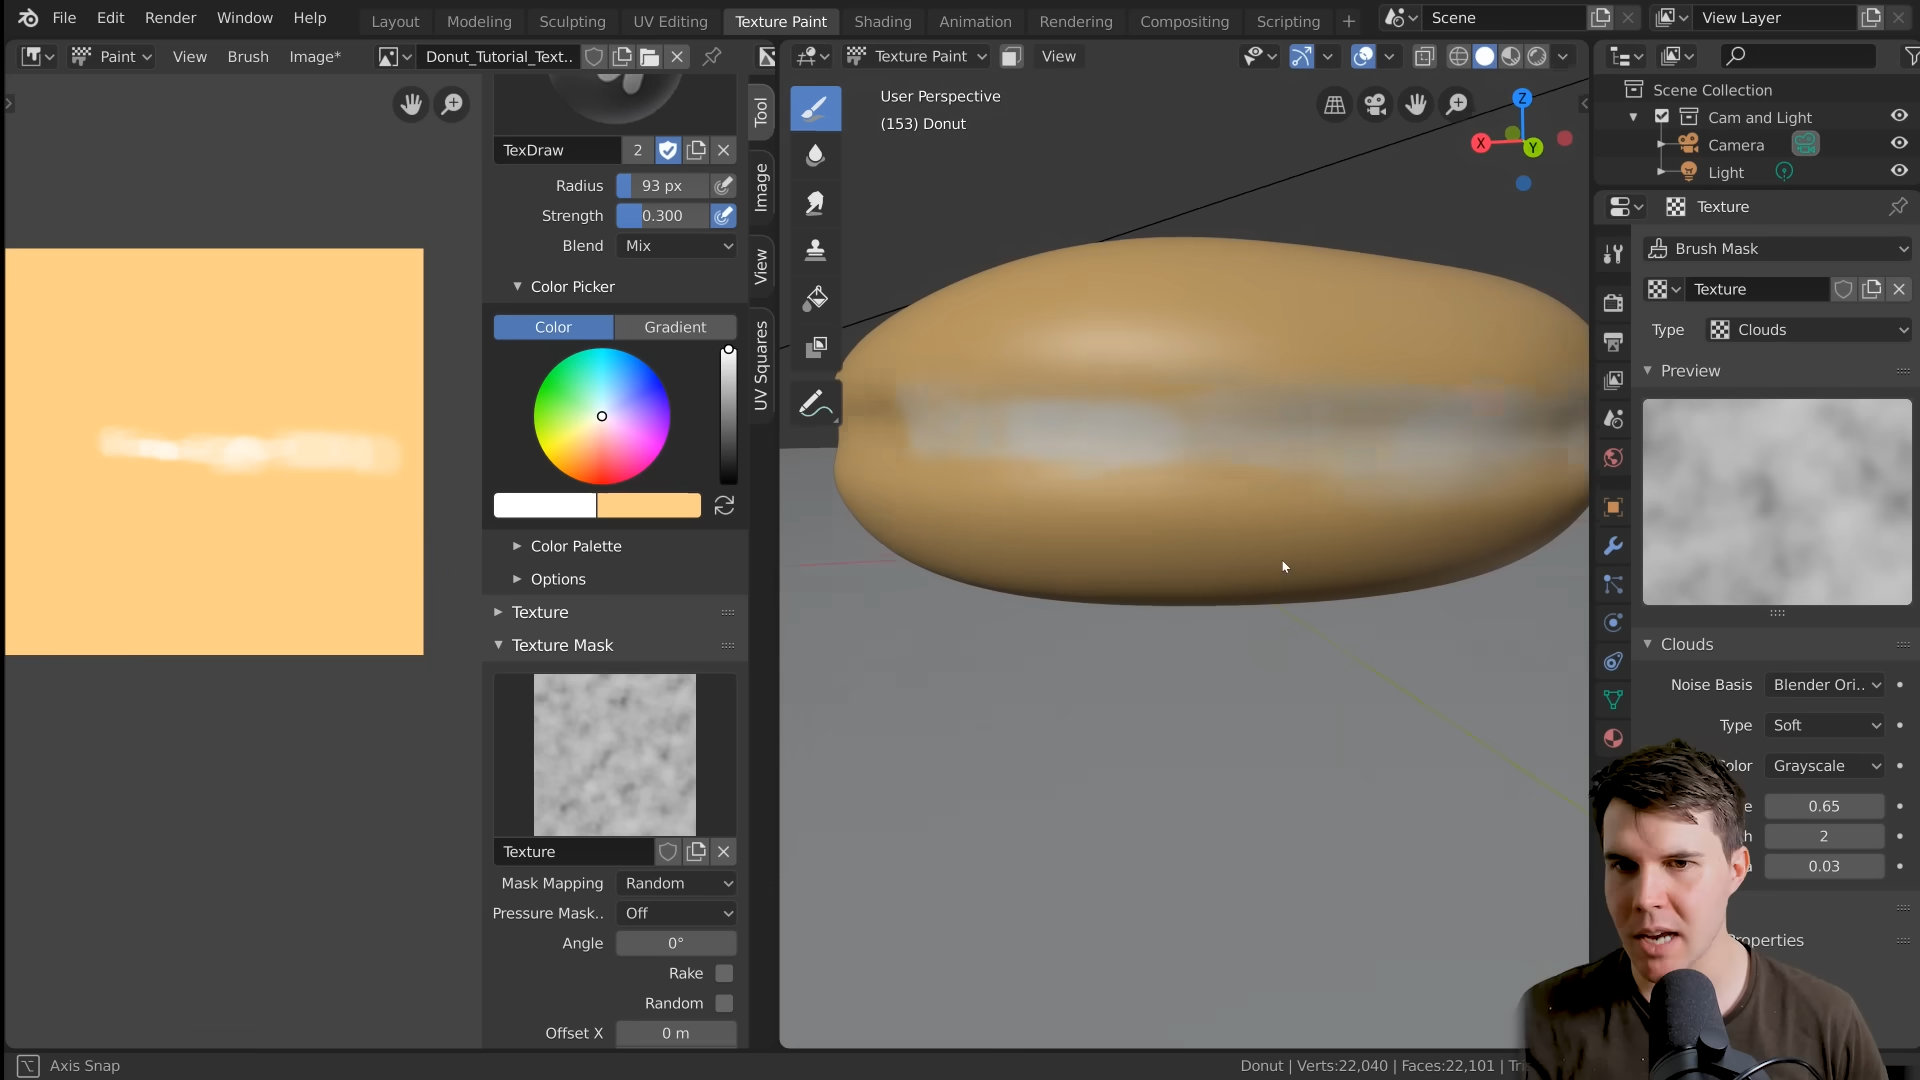 File Edit Render Window Help
Layout Modeling Sculpting UV Editing Texture Paint Shading Animation Rendering Compositing Scripting +
Scene
View Layer
Paint View Brush Image* Donut_Tutorial_Text..
Texture Paint View
User Perspective
(153) Donut
Z
X
Y
TexDraw 2
Radius 93 px
Strength 0.300
Blend Mix
Color Picker
Color Gradient
Color Palette
Options
Texture
Texture Mask
Texture
Mask Mapping Random
Pressure Mask.. Off
Angle 0°
Rake
Random
Offset X 0 m
Tool
Image
View
UV Squares
Scene Collection
Cam and Light
Camera
Light
Texture
Brush Mask
Texture
Type Clouds
Preview
Clouds
Noise Basis Blender Ori..
Type Soft
Grayscale
0.65
2
0.03
Axis Snap
Donut | Verts:22,040 | Faces:22,101 |